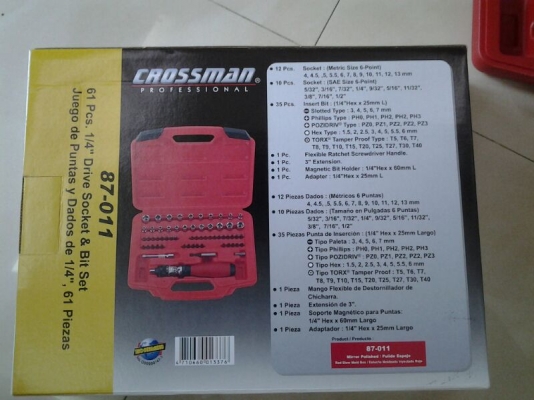 CROSSMAN
PROFESSIONAL
87-011
61 Pcs. 1/4" Drive Socket & Bit Set
Juego de Puntas y Dados de 1/4", 61 Piezas
• 12 Pcs. Socket : (Metric Size 6-Point)
4, 4.5, .5, 5.5, 6, 7, 8, 9, 10, 11, 12, 13 mm
• 10 Pcs. Socket : (SAE Size 6-Point)
5/32", 3/16", 7/32", 1/4", 9/32", 5/16", 11/32",
3/8", 7/16", 1/2"
• 35 Pcs. Insert Bit : (1/4"Hex x 25mm L)
Slotted Type : 3, 4, 5, 6, 7 mm
Phillips Type : PH0, PH1, PH2, PH2, PH3
POZIDRIV® Type : PZ0, PZ1, PZ2, PZ2, PZ3
Hex Type : 1.5, 2, 2.5, 3, 4, 5, 5.5, 6 mm
TORX® Tamper Proof Type : T5, T6, T7,
T8, T9, T10, T15, T20, T25, T27, T30, T40
• 1 Pc. Flexible Ratchet Screwdriver Handle.
• 1 Pc. 3" Extension.
• 1 Pc. Magnetic Bit Holder : 1/4"Hex x 60mm L
• 1 Pc. Adaptor : 1/4"Hex x 25mm L
• 12 Piezas Dados : (Métricos 6 Puntas)
4, 4.5, .5, 5.5, 6, 7, 8, 9, 10, 11, 12, 13 mm
• 10 Piezas Dados : (Tamaño en Pulgadas 6 Puntas)
5/32", 3/16", 7/32", 1/4", 9/32", 5/16", 11/32",
3/8", 7/16", 1/2"
• 35 Piezas Punta de Inserción : (1/4" Hex x 25mm Largo)
Tipo Paleta : 3, 4, 5, 6, 7 mm
Tipo Phillips : PH0, PH1, PH2, PH2, PH3
Tipo POZIDRIV : PZ0, PZ1, PZ2, PZ2, PZ3
Tipo Hex : 1.5, 2, 2.5, 3, 4, 5, 5.5, 6 mm
Tipo TORX® Tamper Proof : T5, T6, T7,
T8, T9, T10, T15, T20, T25, T27, T30, T40
• 1 Pieza Mango Flexible de Destornillador de
Chicharra.
• 1 Pieza Extensión de 3".
• 1 Pieza Soporte Magnético para Puntas:
1/4" Hex x 60mm Largo
• 1 Pieza Adaptador : 1/4" Hex x 25mm Largo
Product / Producto :
87-011
Mirror Polished / Pulido Espejo